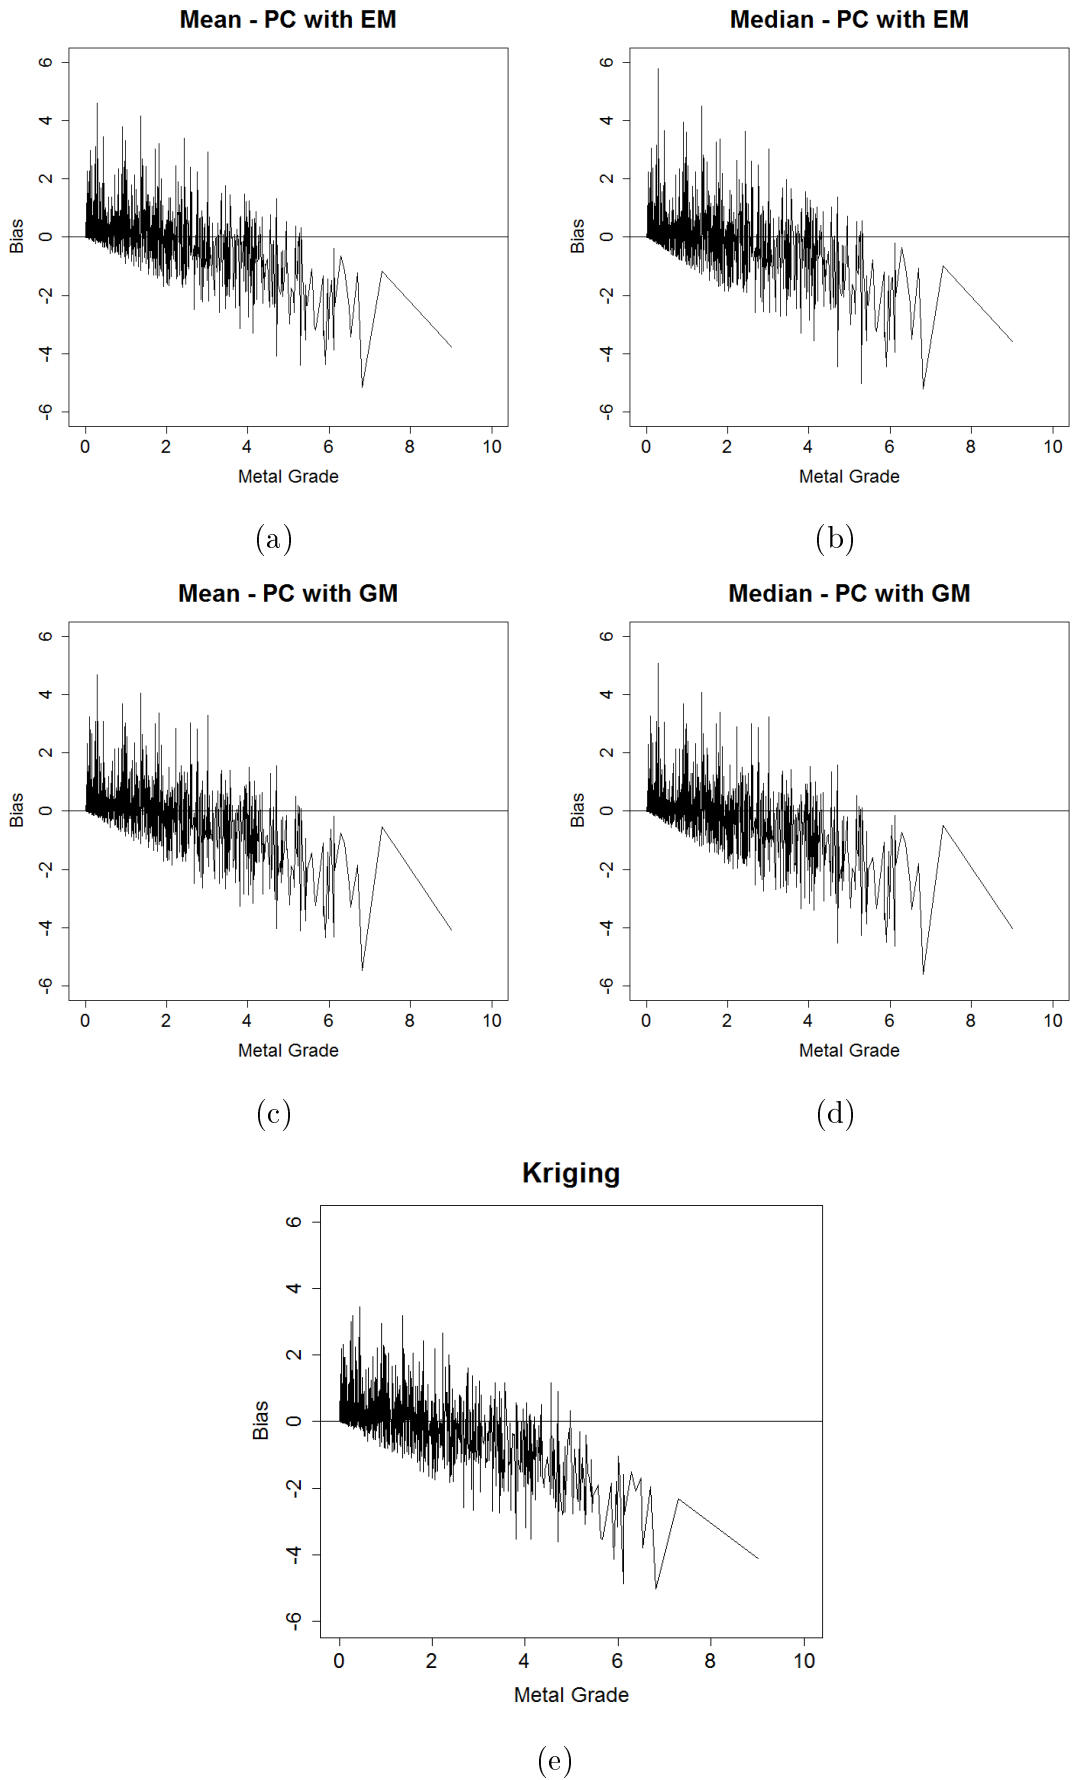 Mean - PC with EM
Median - PC with EM
Bias
6
4
2
0
-2
-4
-6
0 2 4 6 8 10
Metal Grade
Bias
6
4
2
0
-2
-4
-6
0 2 4 6 8 10
Metal Grade
(a)
(b)
Mean - PC with GM
Median - PC with GM
Bias
6
4
2
0
-2
-4
-6
0 2 4 6 8 10
Metal Grade
Bias
6
4
2
0
-2
-4
-6
0 2 4 6 8 10
Metal Grade
(c)
(d)
Kriging
Bias
6
4
2
0
-2
-4
-6
0 2 4 6 8 10
Metal Grade
(e)